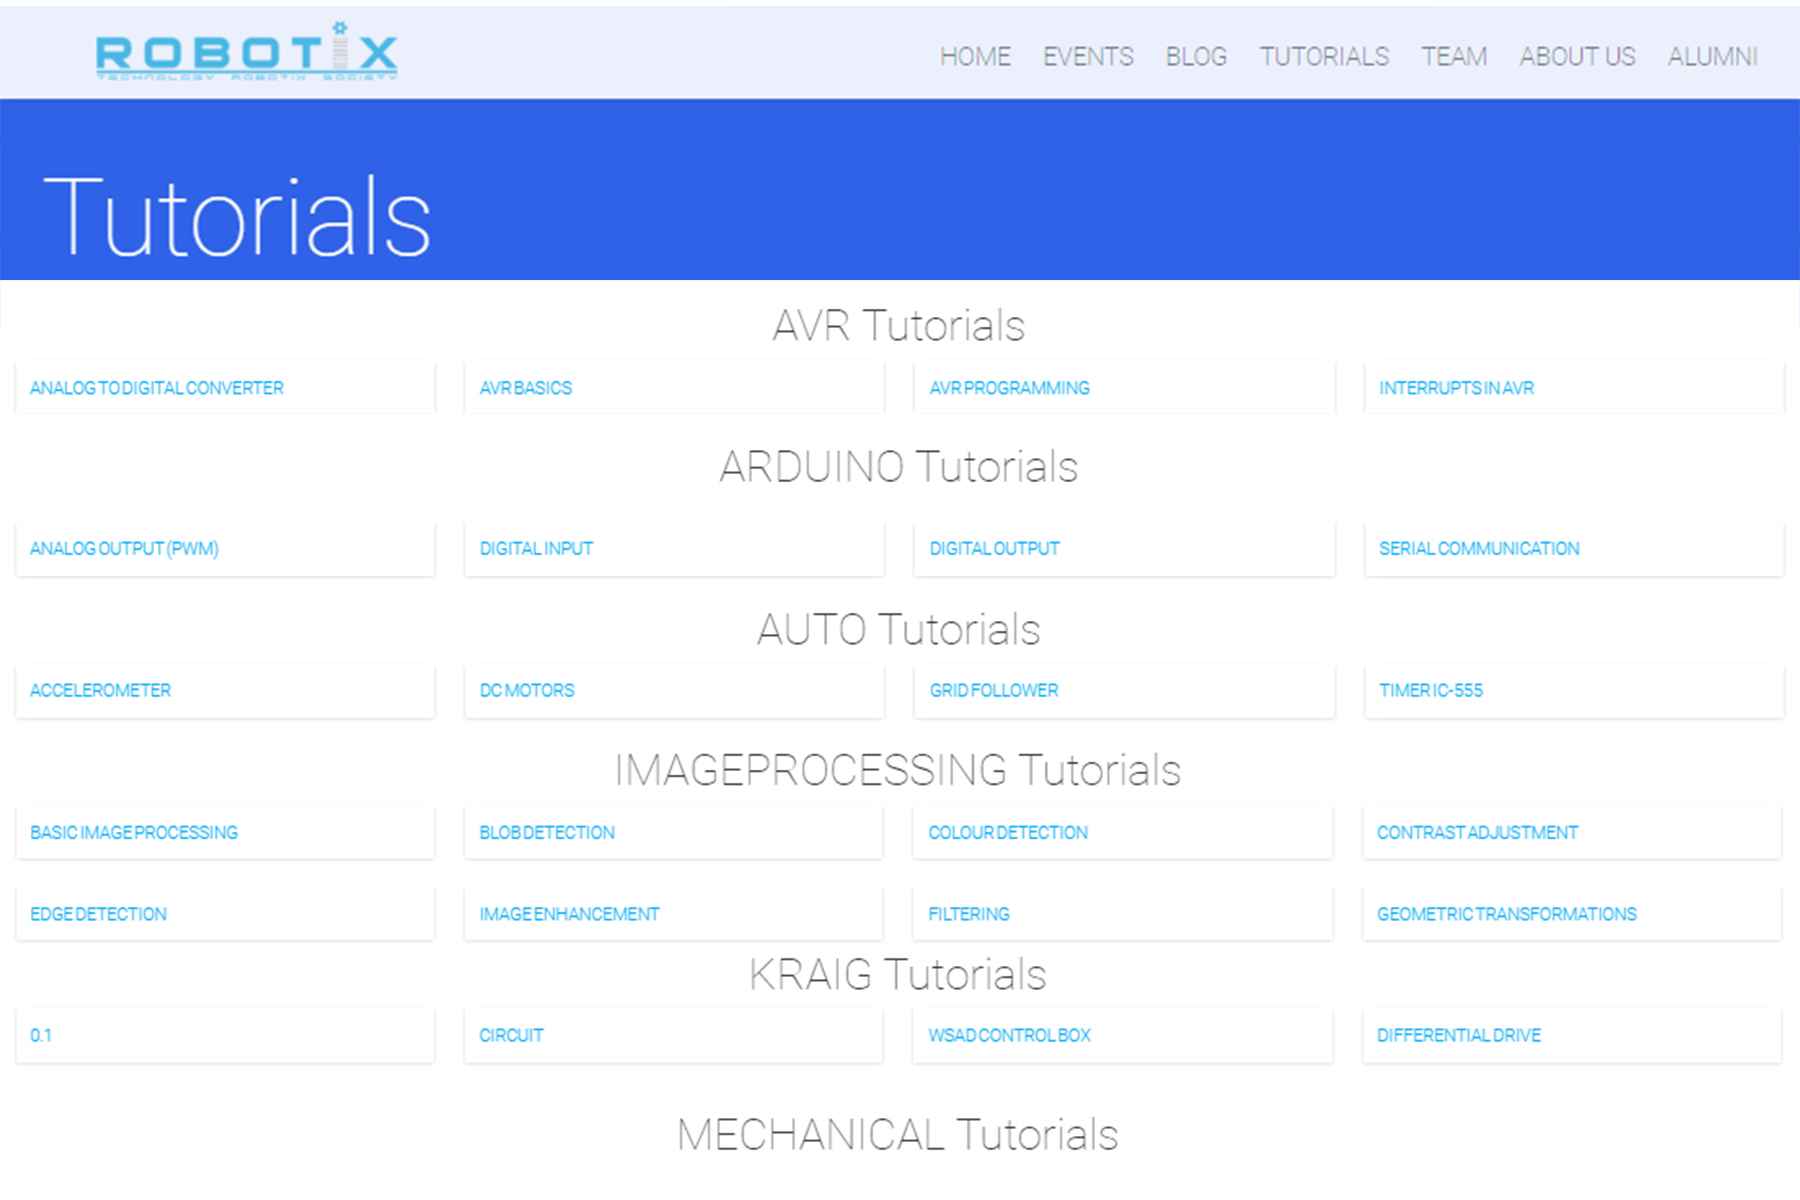 ROBOTIX
TECHNOLOGY ROBOTIX SOCIETY
HOME EVENTS BLOG TUTORIALS TEAM ABOUT US ALUMNI
Tutorials
AVR Tutorials
ANALOG TO DIGITAL CONVERTER AVR BASICS AVR PROGRAMMING INTERRUPTS IN AVR
ARDUINO Tutorials
ANALOG OUTPUT (PWM) DIGITAL INPUT DIGITAL OUTPUT SERIAL COMMUNICATION
AUTO Tutorials
ACCELEROMETER DC MOTORS GRID FOLLOWER TIMER IC-555
IMAGEPROCESSING Tutorials
BASIC IMAGE PROCESSING BLOB DETECTION COLOUR DETECTION CONTRAST ADJUSTMENT
EDGE DETECTION IMAGE ENHANCEMENT FILTERING GEOMETRIC TRANSFORMATIONS
KRAIG Tutorials
0.1 CIRCUIT WSAD CONTROL BOX DIFFERENTIAL DRIVE
MECHANICAL Tutorials